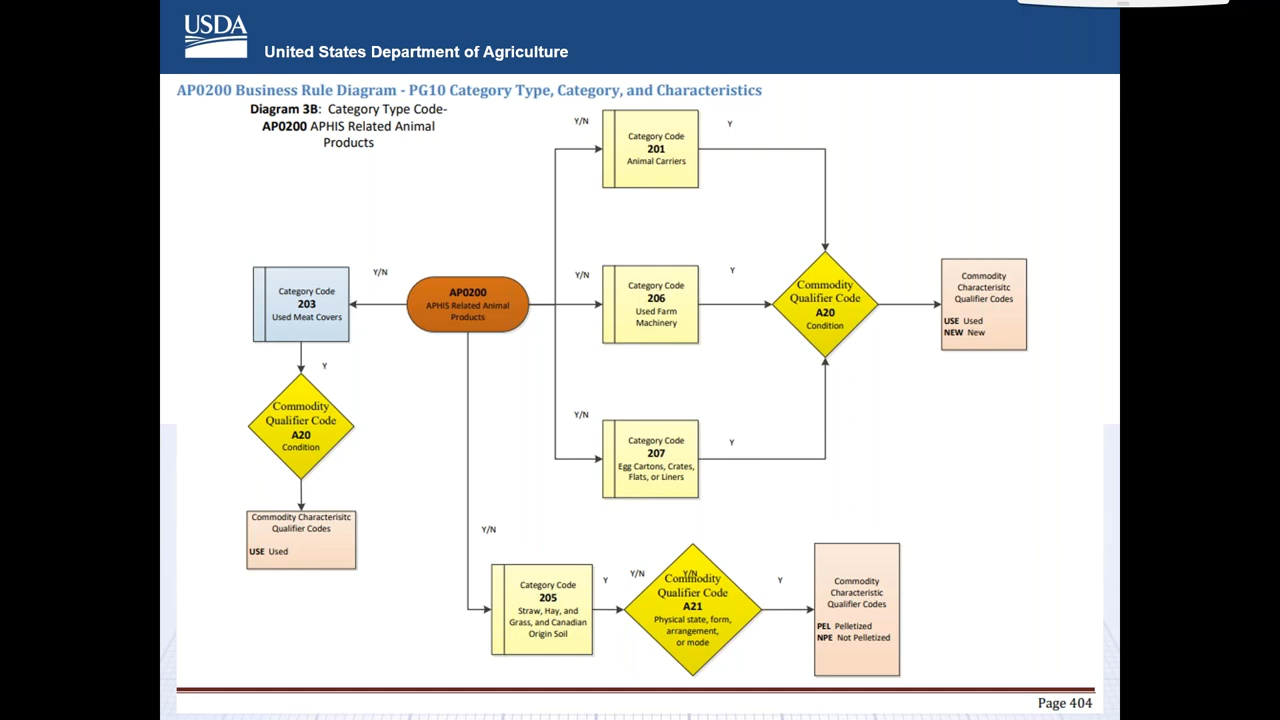 USDA
United States Department of Agriculture
AP0200 Business Rule Diagram - PG10 Category Type, Category, and Characteristics
Diagram 3B: Category Type Code-
AP0200 APHIS Related Animal
Products
Y/N
Category Code
201
Animal Carriers
Y
Y/N
Category Code
203
Used Meat Covers
AP0200
APHIS Related Animal
Products
Y/N
Category Code
206
Used Farm
Machinery
Y
Commodity
Qualifier Code
A20
Condition
Commodity
Characterisitc
Qualifier Codes
USE Used
NEW New
Y
Commodity
Qualifier Code
A20
Condition
Y/N
Category Code
207
Egg Cartons, Crates,
Flats, or Liners
Y
Commodity Characterisitc
Qualifier Codes
USE Used
Y/N
Category Code
205
Straw, Hay, and
Grass, and Canadian
Origin Soil
Y
Y/N
Y/N
Commodity
Qualifier Code
A21
Physical state, form,
arrangement,
or mode
Y
Commodity
Characteristic
Qualifier Codes
PEL Pelletized
NPE Not Pelletized
Page 404